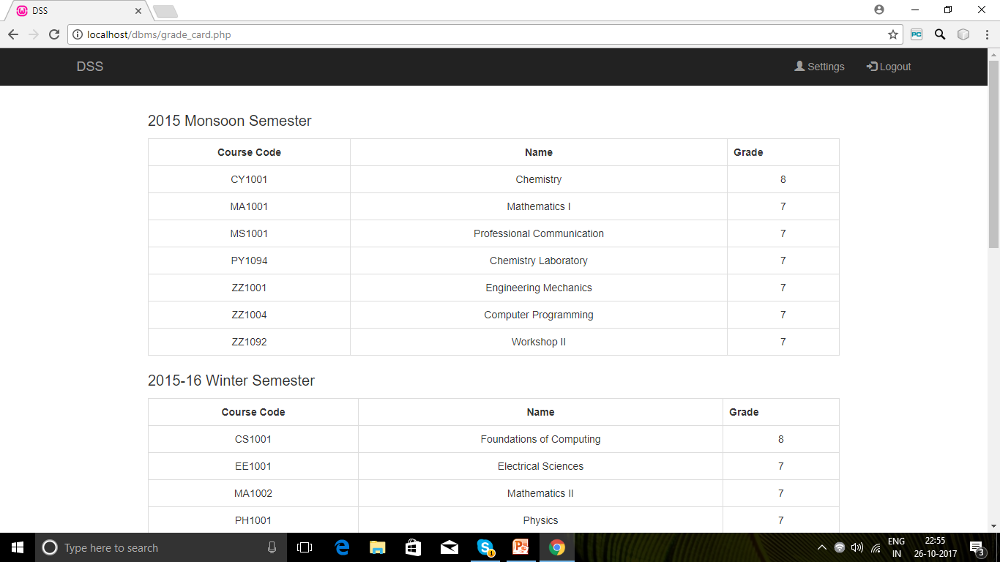 DSS
localhost/dbms/grade_card.php
PC
DSS Settings Logout
2015 Monsoon Semester
Course Code Name Grade
CY1001 Chemistry 8
MA1001 Mathematics I 7
MS1001 Professional Communication 7
PY1094 Chemistry Laboratory 7
ZZ1001 Engineering Mechanics 7
ZZ1004 Computer Programming 7
ZZ1092 Workshop II 7
2015-16 Winter Semester
Course Code Name Grade
CS1001 Foundations of Computing 8
EE1001 Electrical Sciences 7
MA1002 Mathematics II 7
PH1001 Physics 7
Type here to search
ENG 22:55
IN 26-10-2017 3